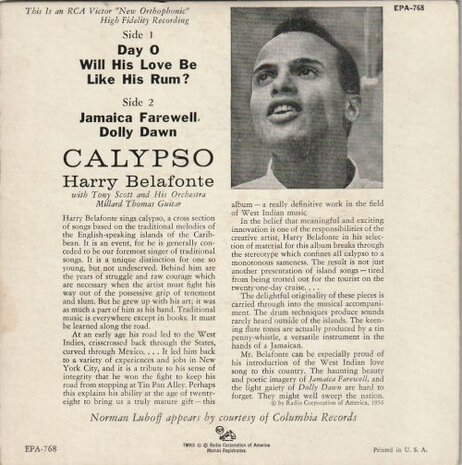 This Is an RCA Victor "New Orthophonic"
High Fidelity Recording
EPA-768
Side 1
Day O
Will His Love Be
Like His Rum?
Side 2
Jamaica Farewell
Dolly Dawn
CALYPSO
Harry Belafonte
with Tony Scott and His Orchestra
Millard Thomas Guitar
Harry Belafonte sings calypso, a cross section
of songs based on the traditional melodies of
the English-speaking islands of the Carib-
bean. It is an event, for he is generally con-
ceded to be our foremost singer of traditional
songs. It is a unique distinction for one so
young, but not undeserved. Behind him are
the years of struggle and raw courage which
are necessary when the artist must fight his
way out of the possessive grip of tenement
and slum. But he grew up with his art; it was
as much a part of him as his hand. Traditional
music is everywhere except in books. It must
be learned along the road.
At an early age his road led to the West
Indies, crisscrossed back through the States,
curved through México. . . . It led him back
to a variety of experiences and jobs in New
York City, and it is a tribute to his sense of
integrity that he won the fight to keep his
road from stopping at Tin Pan Alley. Perhaps
this explains his ability at the age of twenty-
eight to bring us a truly mature gift—this
album—a really definitive work in the field
of West Indian music.
In the belief that meaningful and exciting
innovation is one of the responsibilities of the
creative artist, Harry Belafonte in his selec-
tion of material for this album breaks through
the stereotype which confines all calypso to a
monotonous sameness. The result is not just
another presentation of island songs—tired
from being trotted out for the tourist on the
twenty-one-day cruise. . . .
The delightful originality of these pieces is
carried through into the musical accompani-
ment. The drum techniques produce sounds
rarely heard outside of the islands. The keen-
ing flute tones are actually produced by a tin
penny-whistle, a versatile instrument in the
hands of a Jamaican.
Mr. Belafonte can be especially proud of
his introduction of the West Indian love
song to this country. The haunting beauty
and poetic imagery of Jamaica Farewell, and
the light gaiety of Dolly Dawn are hard to
forget. They might well sweep the nation.
© by Radio Corporation of America, 1956
Norman Luboff appears by courtesy of Columbia Records
EPA-768
TMKS ® © Radio Corporation of America
Marcas Registradas
Printed in U. S. A.